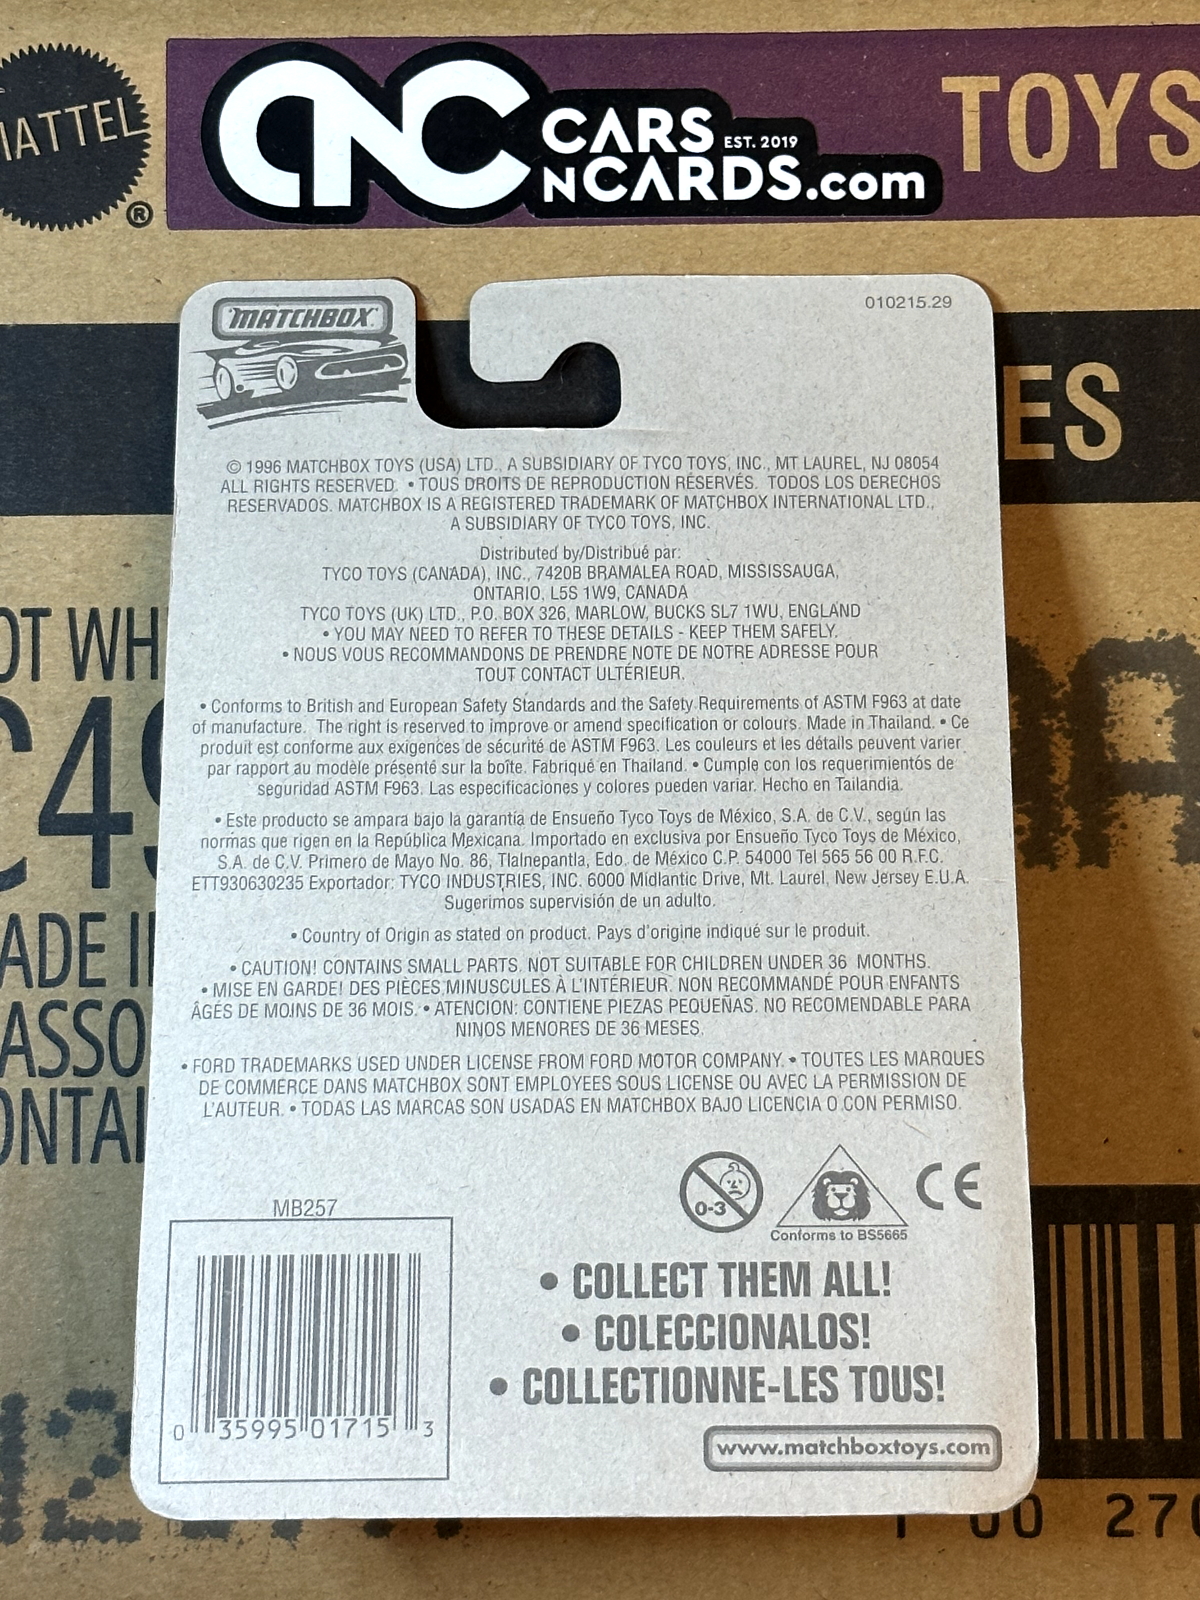 MATTEL
®
CNC CARS
EST. 2019
NCARDS.com
TOYS
MATCHBOX
010215.29
ES
© 1996 MATCHBOX TOYS (USA) LTD., A SUBSIDIARY OF TYCO TOYS, INC., MT LAUREL, NJ 08054
ALL RIGHTS RESERVED. • TOUS DROITS DE REPRODUCTION RÉSERVÉS. TODOS LOS DERECHOS
RESERVADOS. MATCHBOX IS A REGISTERED TRADEMARK OF MATCHBOX INTERNATIONAL LTD.,
A SUBSIDIARY OF TYCO TOYS, INC.
Distributed by/Distribué par:
TYCO TOYS (CANADA), INC., 7420B BRAMALEA ROAD, MISSISSAUGA,
ONTARIO, L5S 1W9, CANADA
TYCO TOYS (UK) LTD., P.O. BOX 326, MARLOW, BUCKS SL7 1WU, ENGLAND
• YOU MAY NEED TO REFER TO THESE DETAILS - KEEP THEM SAFELY.
• NOUS VOUS RECOMMANDONS DE PRENDRE NOTE DE NOTRE ADRESSE POUR
TOUT CONTACT ULTÉRIEUR.
• Conforms to British and European Safety Standards and the Safety Requirements of ASTM F963 at date
of manufacture. The right is reserved to improve or amend specification or colours. Made in Thailand. • Ce
produit est conforme aux exigences de sécurité de ASTM F963. Les couleurs et les détails peuvent varier
par rapport au modèle présenté sur la boîte. Fabriqué en Thailand. • Cumple con los requerimientós de
seguridad ASTM F963. Las especificaciones y colores pueden variar. Hecho en Tailandia.
• Este producto se ampara bajo la garantía de Ensueño Tyco Toys de México, S.A. de C.V., según las
normas que rigen en la República Mexicana. Importado en exclusiva por Ensueño Tyco Toys de México,
S.A. de C.V. Primero de Mayo No. 86, Tlalnepantla, Edo. de México C.P. 54000 Tel 565 56 00 R.F.C.
ETT930630235 Exportador: TYCO INDUSTRIES, INC. 6000 Midlantic Drive, Mt. Laurel, New Jersey E.U.A.
Sugerimos supervisión de un adulto.
• Country of Origin as stated on product. Pays d'origine indiqué sur le produit.
• CAUTION! CONTAINS SMALL PARTS. NOT SUITABLE FOR CHILDREN UNDER 36 MONTHS.
• MISE EN GARDE! DES PIÈCES MINUSCULES À L'INTÉRIEUR. NON RECOMMANDÉ POUR ENFANTS
ÂGÉS DE MOINS DE 36 MOIS. • ATENCION: CONTIENE PIEZAS PEQUEÑAS. NO RECOMENDABLE PARA
NINOS MENORES DE 36 MESES.
• FORD TRADEMARKS USED UNDER LICENSE FROM FORD MOTOR COMPANY. • TOUTES LES MARQUES
DE COMMERCE DANS MATCHBOX SONT EMPLOYEES SOUS LICENSE OU AVEC LA PERMISSION DE
L'AUTEUR. • TODAS LAS MARCAS SON USADAS EN MATCHBOX BAJO LICENCIA O CON PERMISO.
OT WH
C49
ADE I
ASSO
ONTAI
0-3
Conforms to BS5665
CE
MB257
0 35995 01715 3
• COLLECT THEM ALL!
• COLECCIONALOS!
• COLLECTIONNE-LES TOUS!
www.matchboxtoys.com
00 270